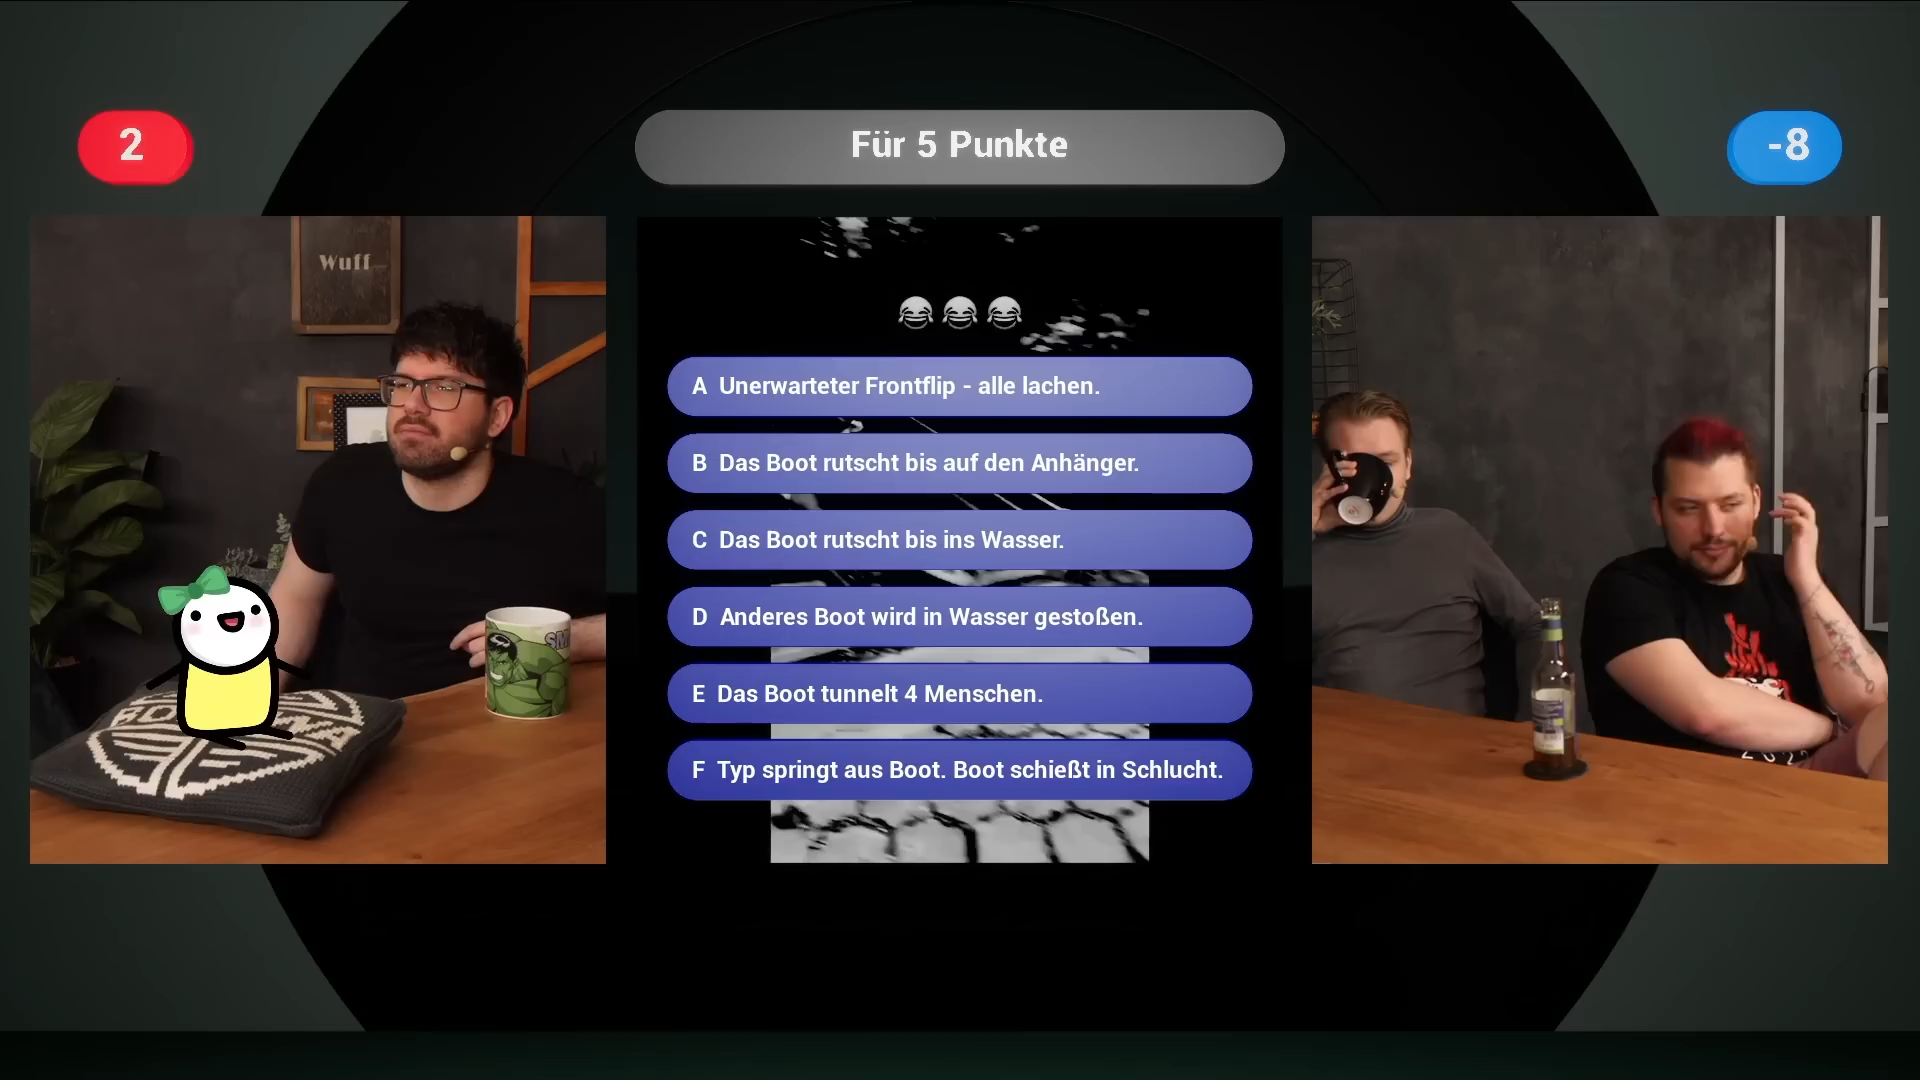 2
Für 5 Punkte
-8
Wuff
A Unerwarteter Frontflip - alle lachen.
B Das Boot rutscht bis auf den Anhänger.
C Das Boot rutscht bis ins Wasser.
D Anderes Boot wird in Wasser gestoßen.
E Das Boot tunnelt 4 Menschen.
F Typ springt aus Boot. Boot schießt in Schlucht.